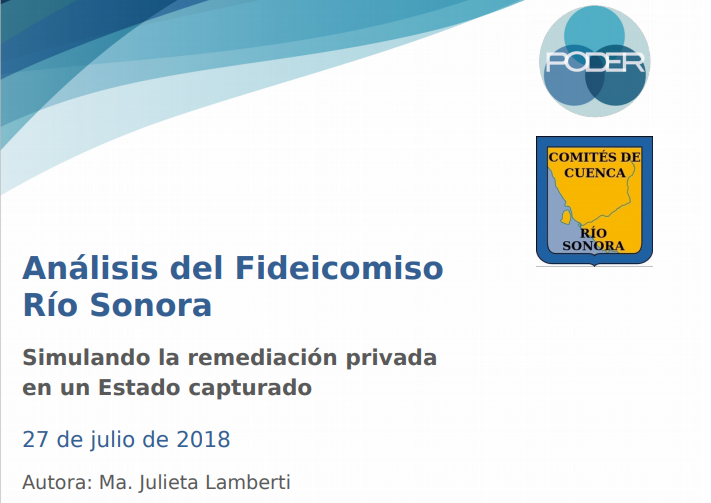 PODER
COMITÉS DE
CUENCA
RÍO
SONORA
Análisis del Fideicomiso
Río Sonora
Simulando la remediación privada
en un Estado capturado
27 de julio de 2018
Autora: Ma. Julieta Lamberti